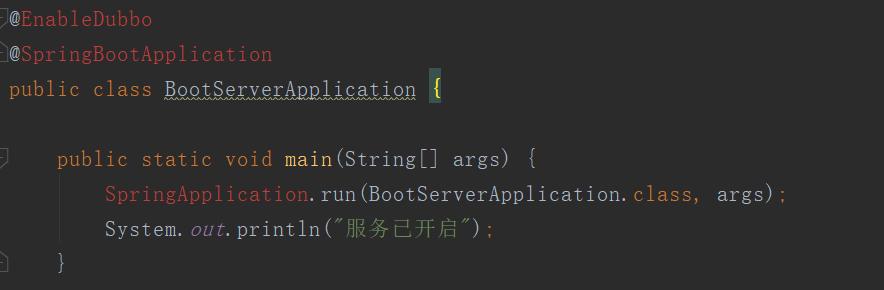 @EnableDubbo
@SpringBootApplication
public class BootServerApplication {
public static void main(String[] args) {
SpringApplication.run(BootServerApplication.class, args);
System.out.println("服务已开启");
}